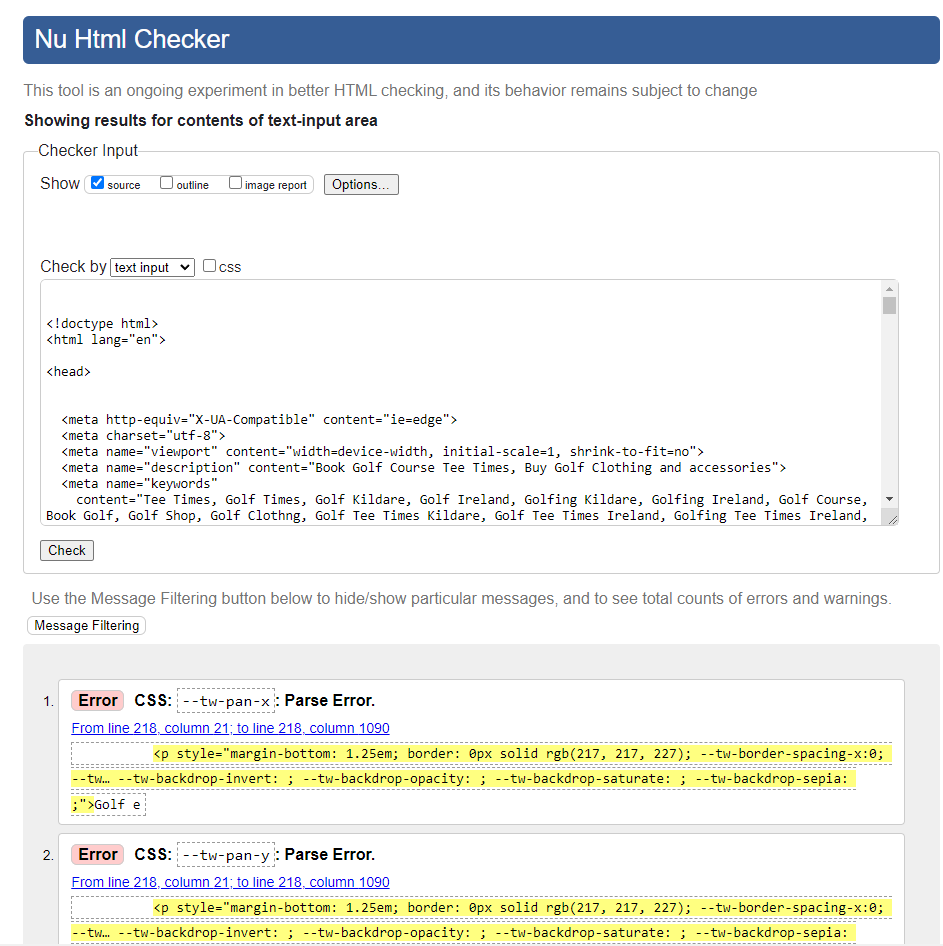 Nu Html Checker
This tool is an ongoing experiment in better HTML checking, and its behavior remains subject to change
Showing results for contents of text-input area
Checker Input
Show source outline image report Options...
Check by text input css
<!doctype html>
<html lang="en">
<head>
<meta http-equiv="X-UA-Compatible" content="ie=edge">
<meta charset="utf-8">
<meta name="viewport" content="width=device-width, initial-scale=1, shrink-to-fit=no">
<meta name="description" content="Book Golf Course Tee Times, Buy Golf Clothing and accessories">
<meta name="keywords"
content="Tee Times, Golf Times, Golf Kildare, Golf Ireland, Golfing Kildare, Golfing Ireland, Golf Course,
Book Golf, Golf Shop, Golf Clothng, Golf Tee Times Kildare, Golf Tee Times Ireland, Golfing Tee Times Ireland,
Check
Use the Message Filtering button below to hide/show particular messages, and to see total counts of errors and warnings.
Message Filtering
1. Error CSS: --tw-pan-x: Parse Error.
From line 218, column 21; to line 218, column 1090
<p style="margin-bottom: 1.25em; border: 0px solid rgb(217, 217, 227); --tw-border-spacing-x:0;
--tw… --tw-backdrop-invert: ; --tw-backdrop-opacity: ; --tw-backdrop-saturate: ; --tw-backdrop-sepia:
;">Golf e
2. Error CSS: --tw-pan-y: Parse Error.
From line 218, column 21; to line 218, column 1090
<p style="margin-bottom: 1.25em; border: 0px solid rgb(217, 217, 227); --tw-border-spacing-x:0;
--tw… --tw-backdrop-invert: ; --tw-backdrop-opacity: ; --tw-backdrop-saturate: ; --tw-backdrop-sepia: